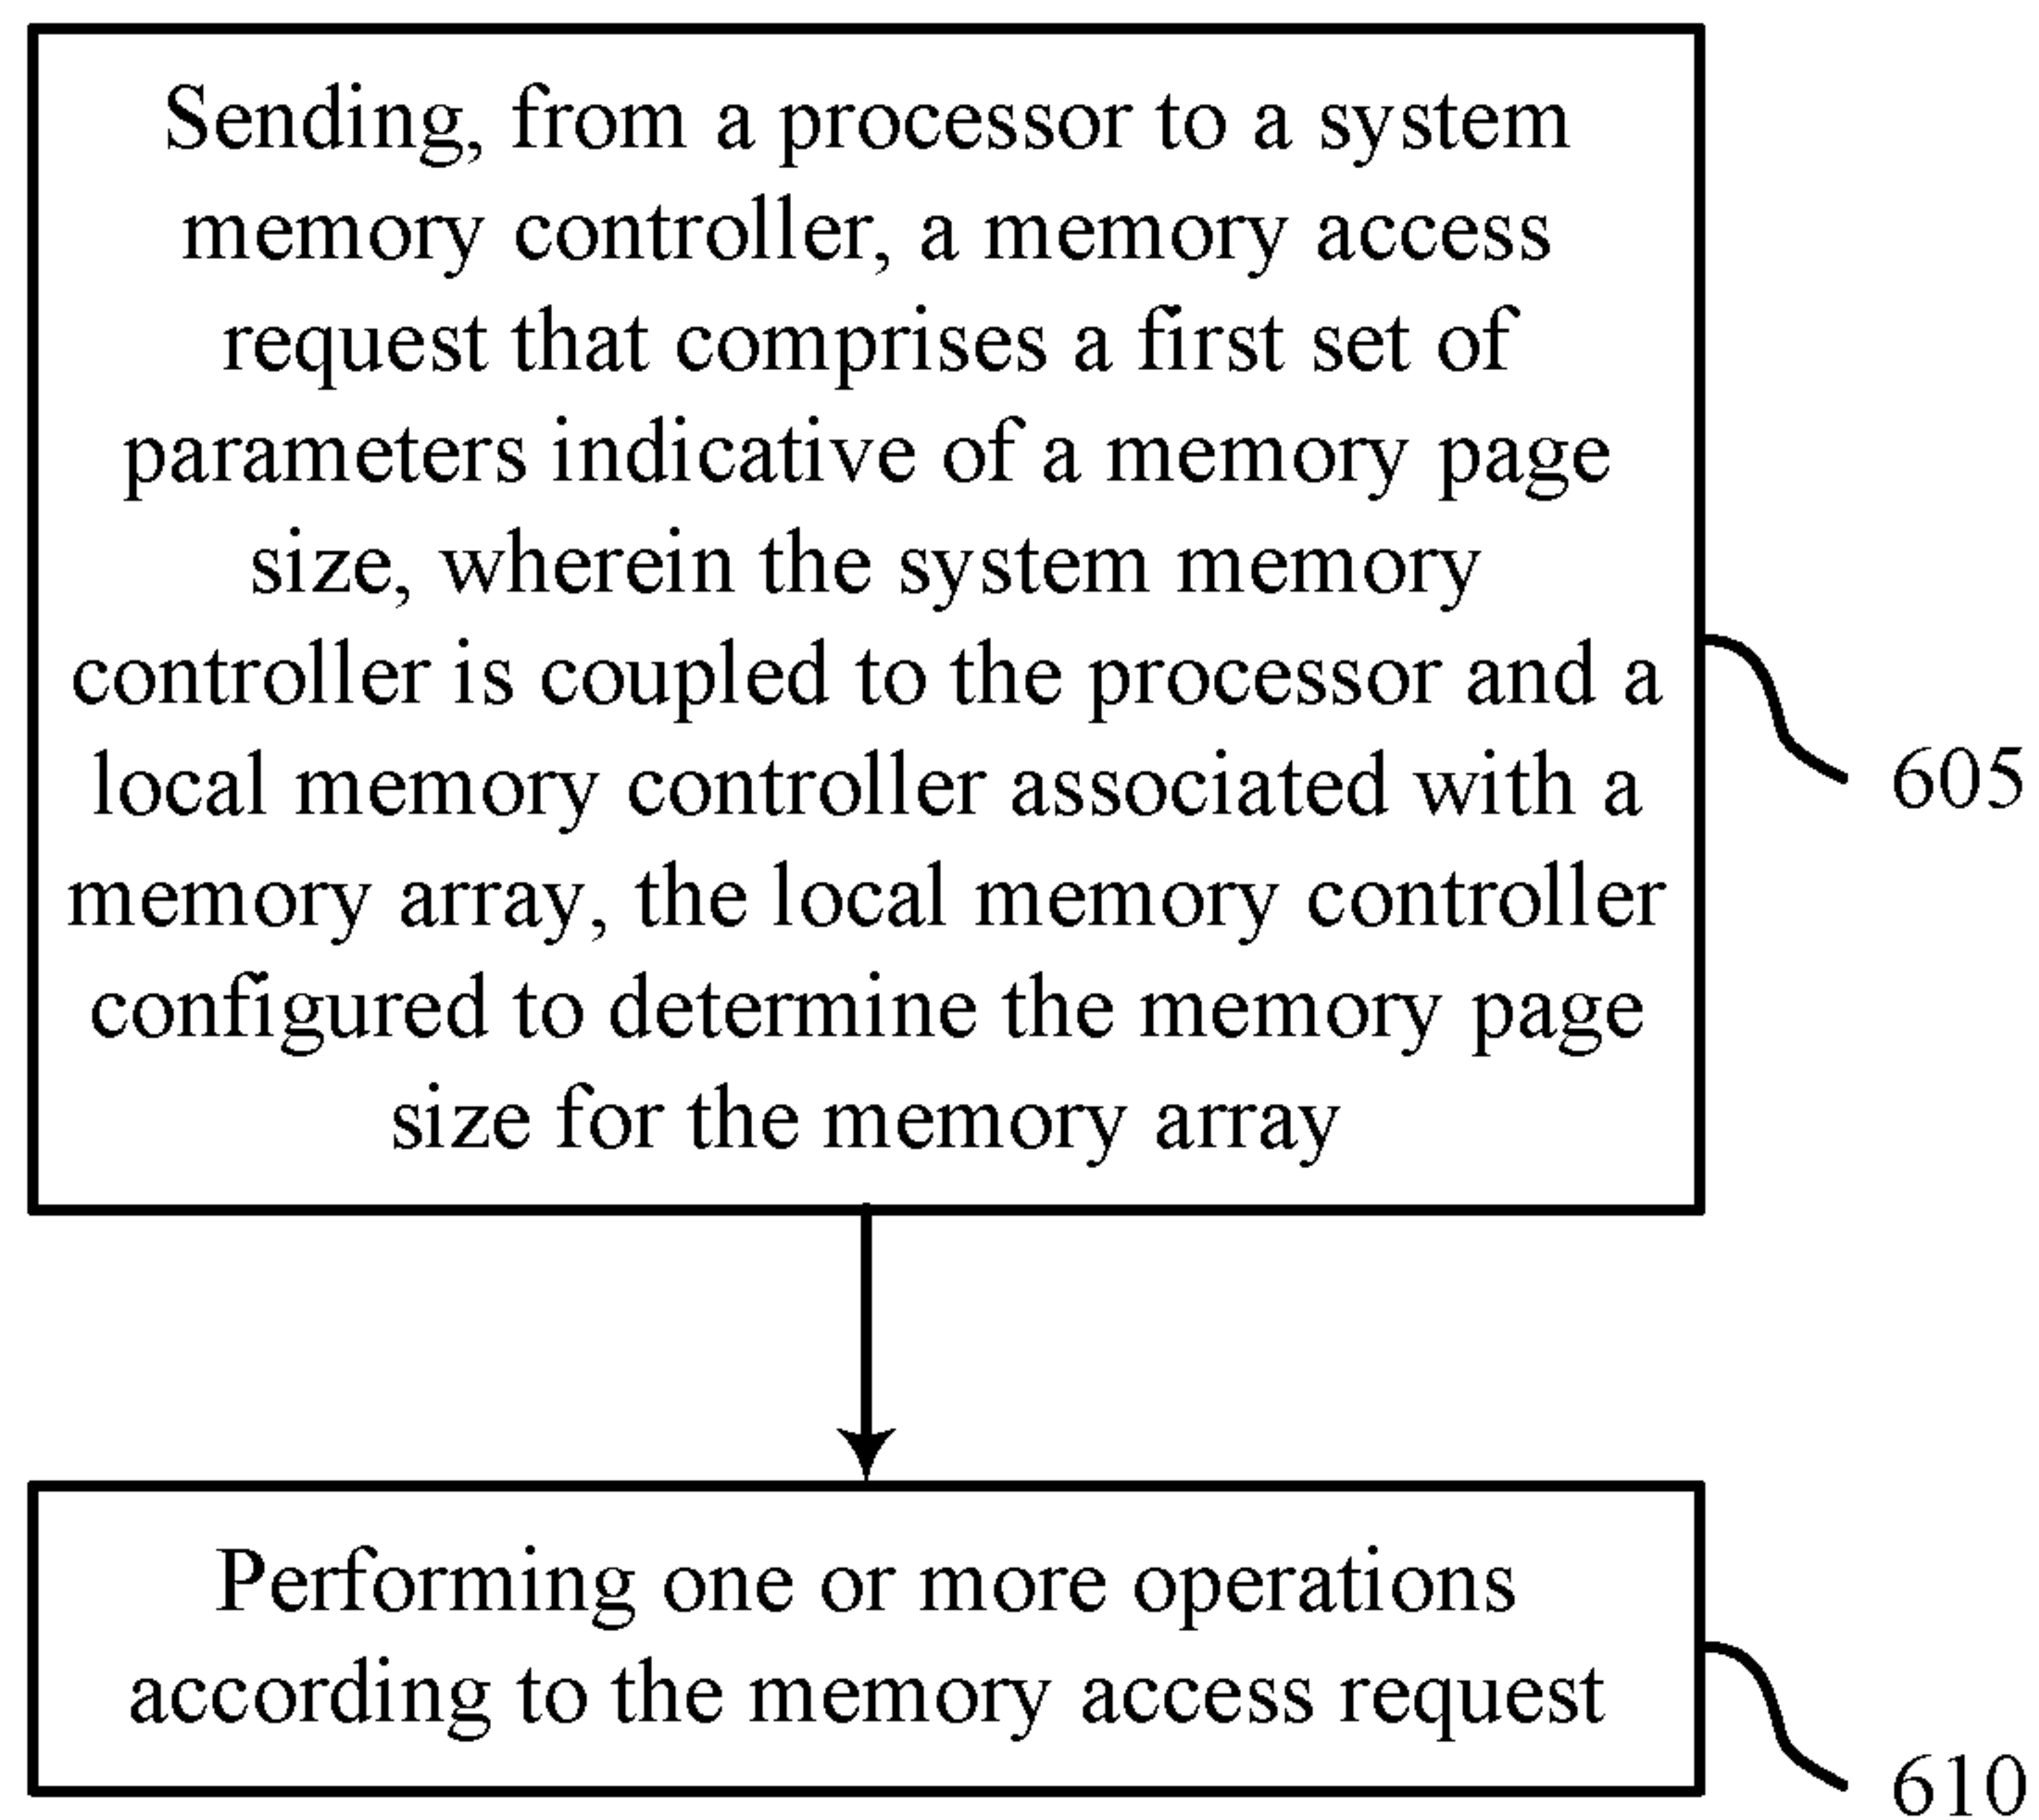 Sending, from a processor to a system
memory controller, a memory access
request that comprises a first set of
parameters indicative of a memory page
size, wherein the system memory
controller is coupled to the processor and a
local memory controller associated with a
memory array, the local memory controller
configured to determine the memory page
size for the memory array
605
Performing one or more operations
according to the memory access request
610